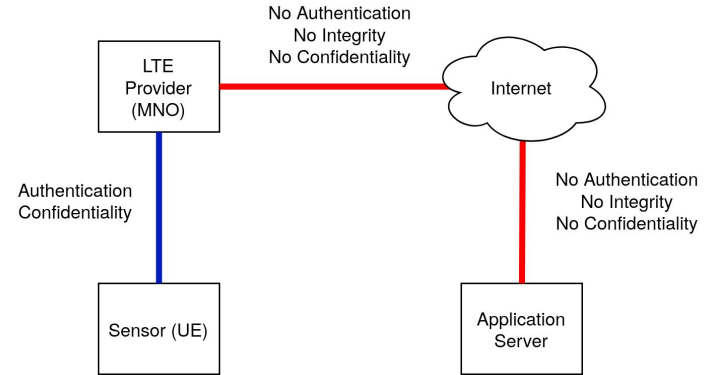 No Authentication
No Integrity
No Confidentiality
LTE
Provider
(MNO)
Internet
Authentication
Confidentiality
No Authentication
No Integrity
No Confidentiality
Sensor (UE)
Application
Server